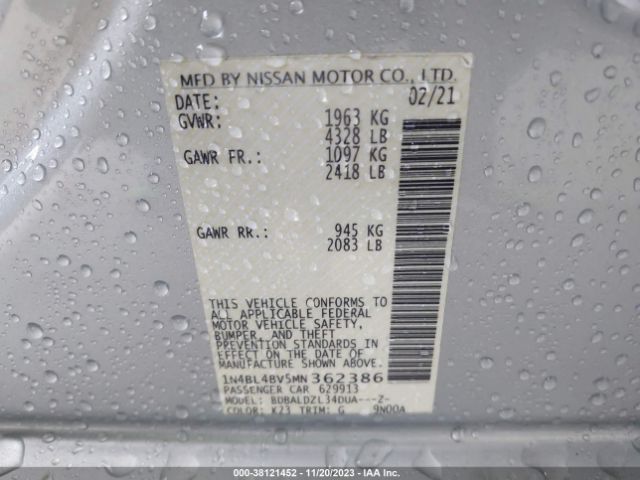 MFD BY NISSAN MOTOR CO., LTD.
DATE: 02/21
GVWR: 1963 KG
4328 LB
GAWR FR.: 1097 KG
2418 LB
GAWR RR.: 945 KG
2083 LB
THIS VEHICLE CONFORMS TO
ALL APPLICABLE FEDERAL
MOTOR VEHICLE SAFETY,
BUMPER, AND THEFT
PREVENTION STANDARDS
IN EFFECT ON THE DATE OF
MANUFACTURE SHOWN ABOVE.
1N4BL4BV5MN362386
PASSENGER CAR 629913
MODEL: BDBALDZL34DUA---Z-
COLOR: K23 TRIM: G 9N00A
000-38121452 - 11/20/2023 - IAAI.COM